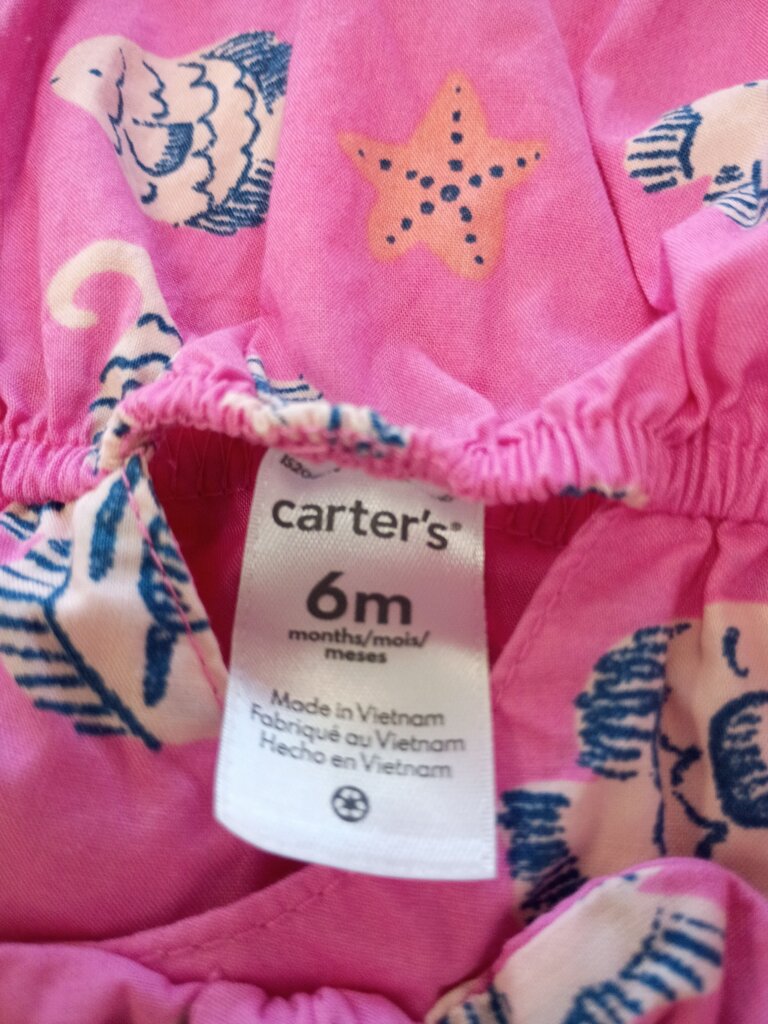 carter's®
6m
months/mois/
meses
Made in Vietnam
Fabriqué au Vietnam
Hecho en Vietnam